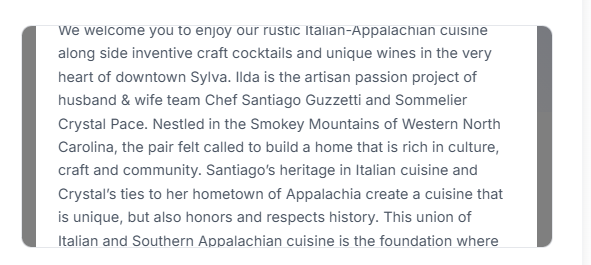 We welcome you to enjoy our rustic Italian-Appalachian cuisine
along side inventive craft cocktails and unique wines in the very
heart of downtown Sylva. Ilda is the artisan passion project of
husband & wife team Chef Santiago Guzzetti and Sommelier
Crystal Pace. Nestled in the Smokey Mountains of Western North
Carolina, the pair felt called to build a home that is rich in culture,
craft and community. Santiago’s heritage in Italian cuisine and
Crystal’s ties to her hometown of Appalachia create a cuisine that
is unique, but also honors and respects history. This union of
Italian and Southern Appalachian cuisine is the foundation where